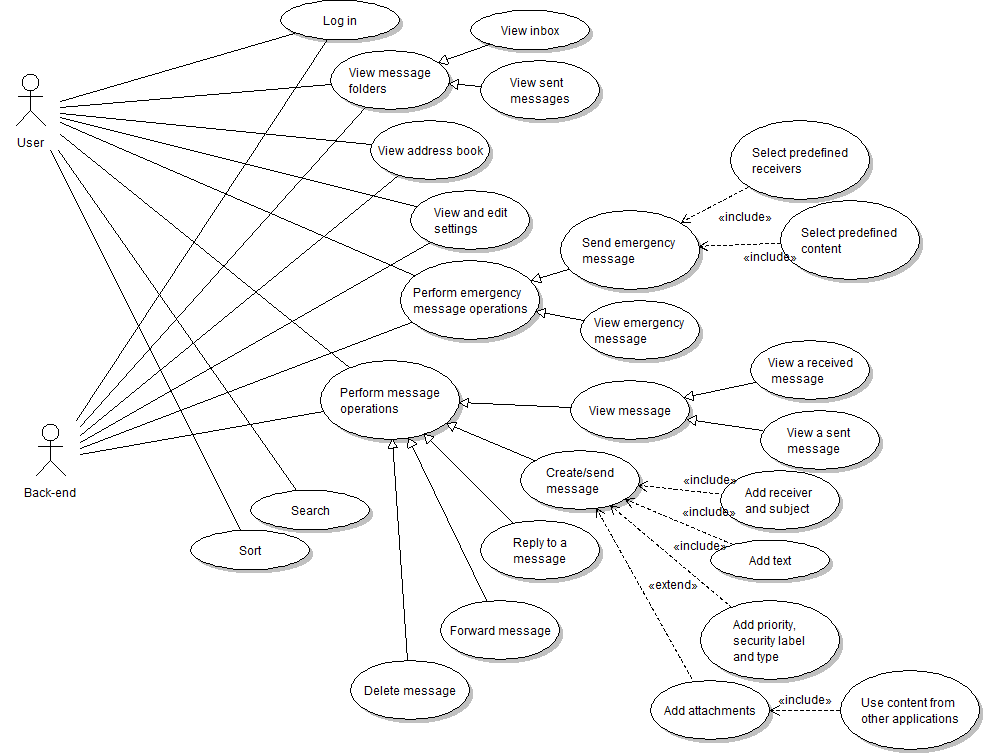 Log in
View inbox
View message
folders
View sent
messages
User
View address book
Select predefined
receivers
«include»
View and edit
settings
Send emergency
message
Select predefined
content
«include»
Perform emergency
message operations
View emergency
message
View a received
message
Perform message
operations
View message
View a sent
message
Back-end
Create/send
message
«include»
Add receiver
and subject
Search
«include»
Sort
Reply to a
message
«include»
Add text
«extend»
Forward message
Add priority,
security label
and type
Delete message
Add attachments
«include»
Use content from
other applications